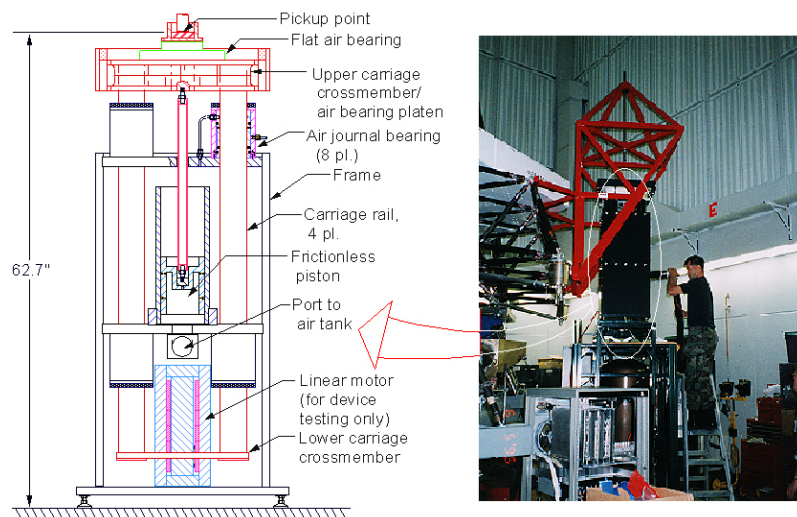 Pickup point
Flat air bearing
Upper carriage
crossmember/
air bearing platen
Air journal bearing
(8 pl.)
Frame
Carriage rail,
4 pl.
62.7"
Frictionless
piston
Port to
air tank
Linear motor
(for device
testing only)
Lower carriage
crossmember
E